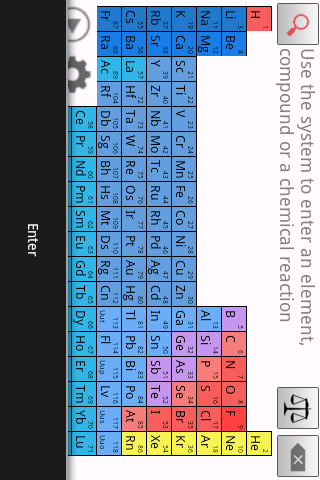 Use the system to enter an element,
compound or a chemical reaction
1 2
H He
3 4 5 6 7 8 9 10
Li Be B C N O F Ne
11 12 13 14 15 16 17 18
Na Mg Al Si P S Cl Ar
19 20 21 22 23 24 25 26 27 28 29 30 31 32 33 34 35 36
K Ca Sc Ti V Cr Mn Fe Co Ni Cu Zn Ga Ge As Se Br Kr
37 38 39 40 41 42 43 44 45 46 47 48 49 50 51 52 53 54
Rb Sr Y Zr Nb Mo Tc Ru Rh Pd Ag Cd In Sn Sb Te I Xe
55 56 57 72 73 74 75 76 77 78 79 80 81 82 83 84 85 86
Cs Ba La Hf Ta W Re Os Ir Pt Au Hg Tl Pb Bi Po At Rn
87 88 89 104 105 106 107 108 109 110 111 112 113 114 115 116 117 118
Fr Ra Ac Rf Db Sg Bh Hs Mt Ds Rg Cn Uut Fl Uup Lv Uus Uuo
58 59 60 61 62 63 64 65 66 67 68 69 70 71
Ce Pr Nd Pm Sm Eu Gd Tb Dy Ho Er Tm Yb Lu
Enter